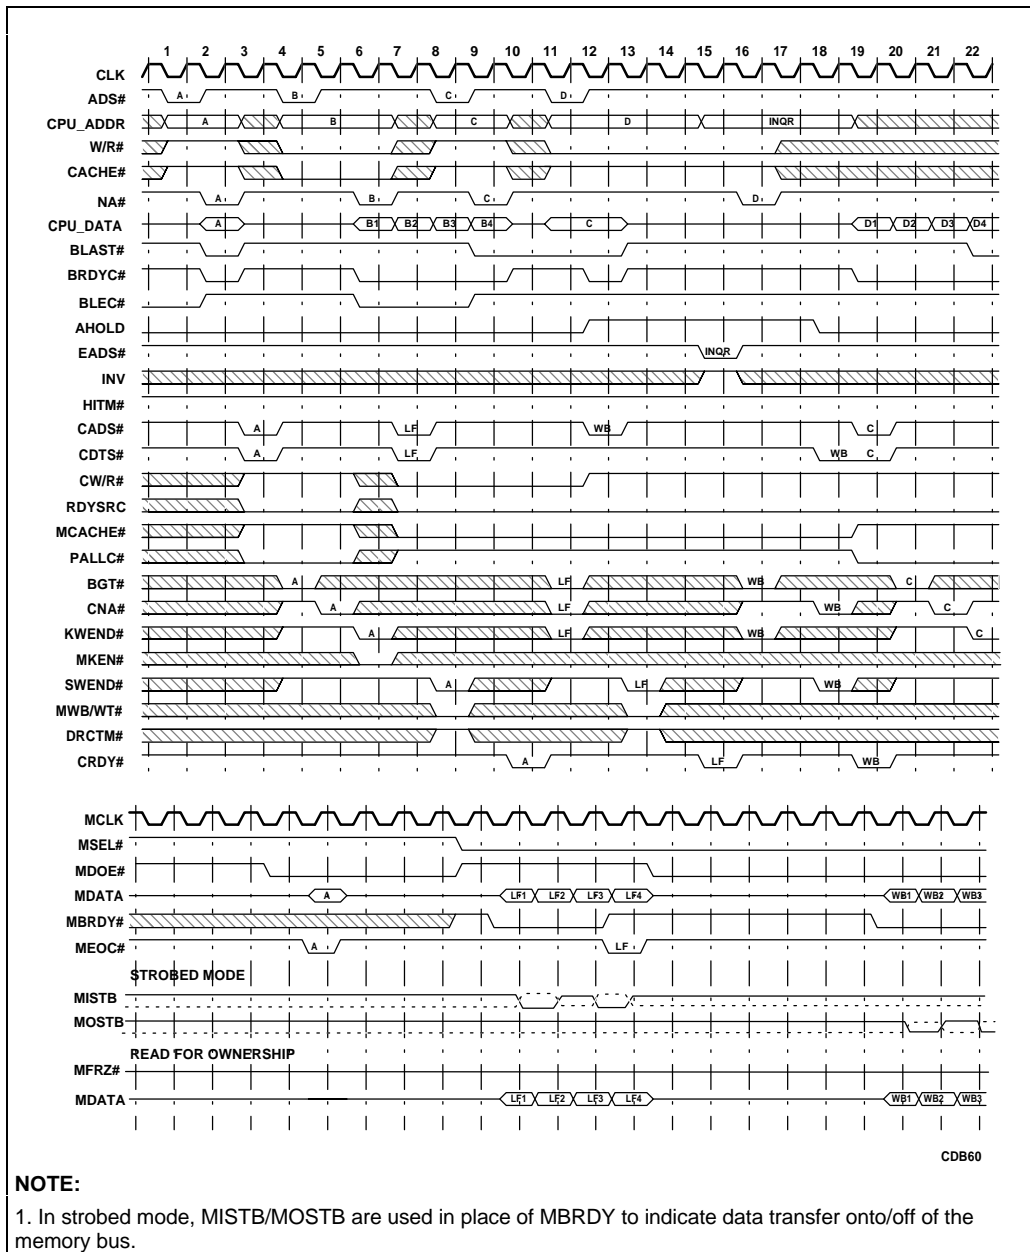 1 2 3 4 5 6 7 8 9 10 11 12 13 14 15 16 17 18 19 20 21 22
CLK
ADS# A B C D
CPU_ADDR A B C D INQR
W/R#
CACHE#
NA# A B C D
CPU_DATA A B1 B2 B3 B4 C D1 D2 D3 D4
BLAST#
BRDYC#
BLEC#
AHOLD
EADS# INQR
INV
HITM#
CADS# A LF WB C
CDTS# A LF WB C
CW/R#
RDYSRC
MCACHE#
PALLC#
BGT# A LF WB C
CNA# A LF WB C
KWEND# A LF WB C
MKEN#
SWEND# A LF WB
MWB/WT#
DRCTM#
CRDY# A LF WB
MCLK
MSEL#
MDOE#
MDATA A LF1 LF2 LF3 LF4 WB1 WB2 WB3
MBRDY#
MEOC# A LF
STROBED MODE
MISTB
MOSTB
READ FOR OWNERSHIP
MFRZ#
MDATA LF1 LF2 LF3 LF4 WB1 WB2 WB3
CDB60
NOTE:
1. In strobed mode, MISTB/MOSTB are used in place of MBRDY to indicate data transfer onto/off of the
memory bus.